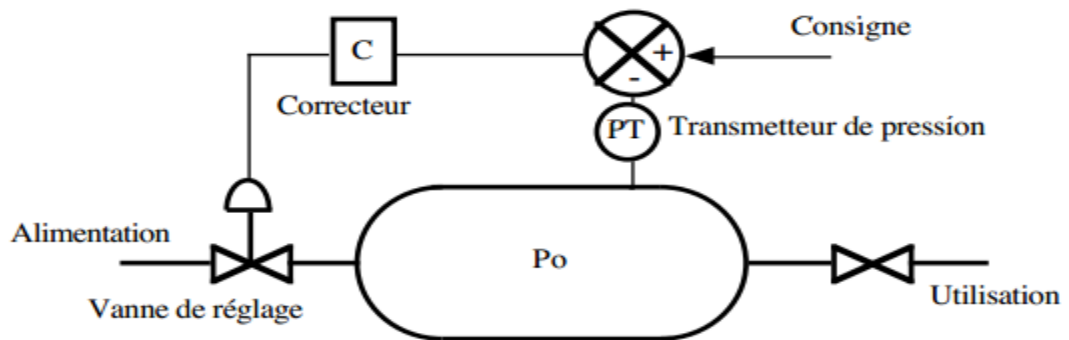 Consigne
C
+
-
Correcteur
PT
Transmetteur de pression
Alimentation
Po
Vanne de réglage
Utilisation